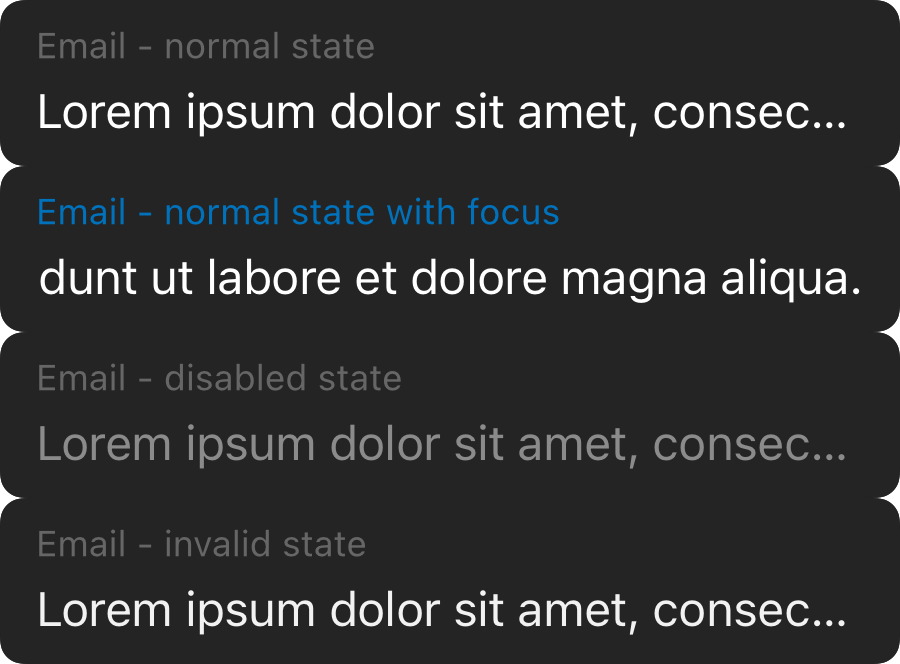 Email - normal state
Lorem ipsum dolor sit amet, consec...
Email - normal state with focus
dunt ut labore et dolore magna aliqua.
Email - disabled state
Lorem ipsum dolor sit amet, consec...
Email - invalid state
Lorem ipsum dolor sit amet, consec...